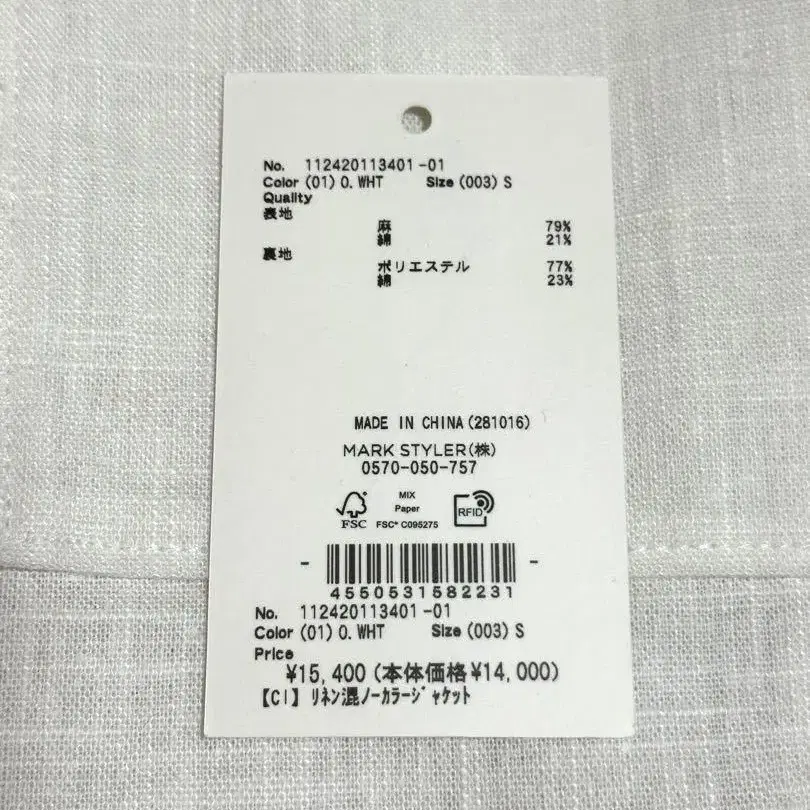 No. 112420113401-01
Color (01) O. WHT Size (003) S
Quality
表地
麻 79%
綿 21%
裏地
ポリエステル 77%
綿 23%
MADE IN CHINA(281016)
MARK STYLER(株)
0570-050-757
FSC
MIX
Paper
FSC® C095275
RFID
4550531582231
No. 112420113401-01
Color (01) O. WHT Size (003) S
Price
¥15,400 (本体価格¥14,000)
【CI】 リネン混ノーカラージャケット